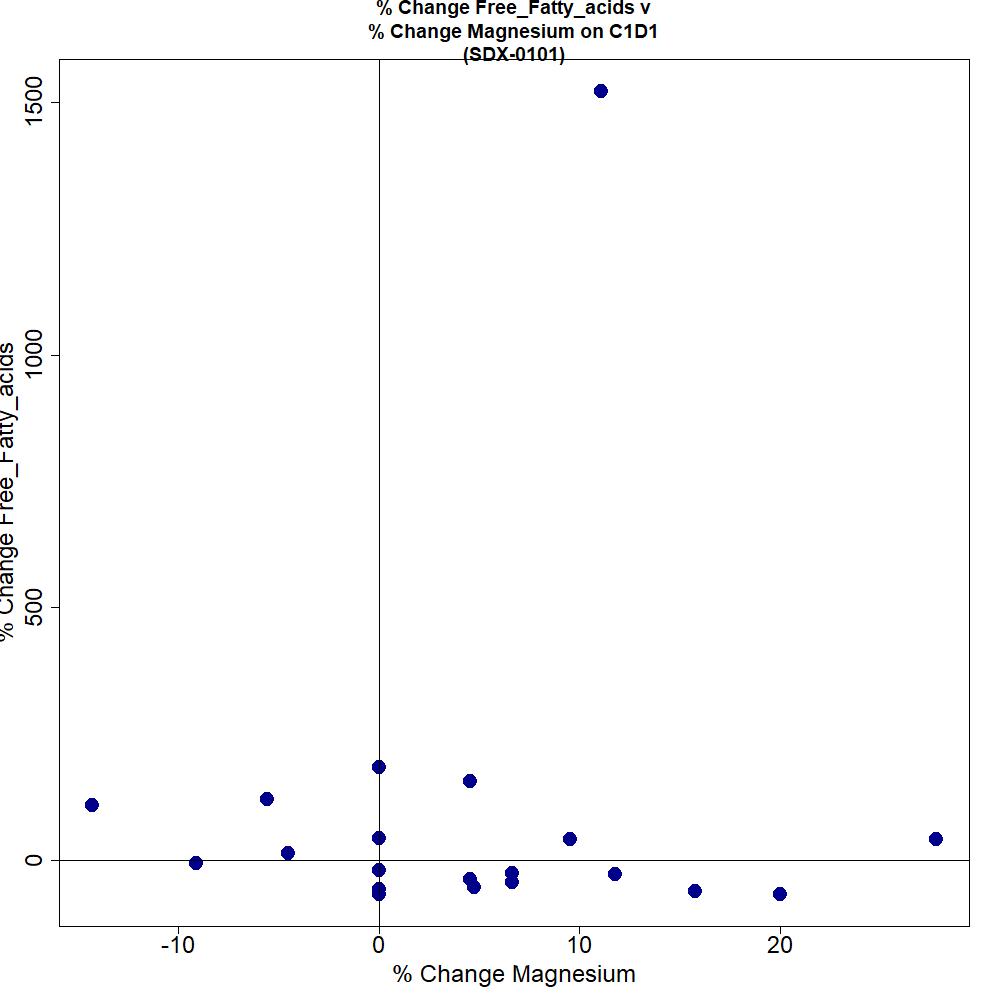 % Change Free_Fatty_acids v
% Change Magnesium on C1D1
(SDX-0101)
1500
1000
500
0
% Change Free_Fatty_acids
-10
0
10
20
% Change Magnesium